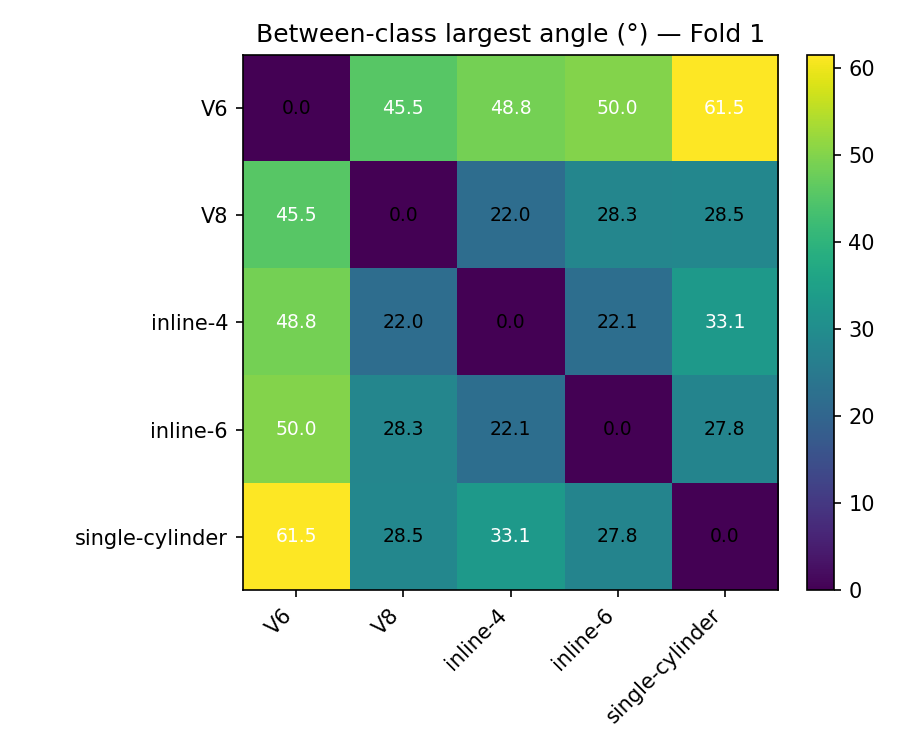 Between-class largest angle (°) — Fold 1
V6 0.0 45.5 48.8 50.0 61.5
V8 45.5 0.0 22.0 28.3 28.5
inline-4 48.8 22.0 0.0 22.1 33.1
inline-6 50.0 28.3 22.1 0.0 27.8
single-cylinder 61.5 28.5 33.1 27.8 0.0
V6 V8 inline-4 inline-6 single-cylinder
60
50
40
30
20
10
0